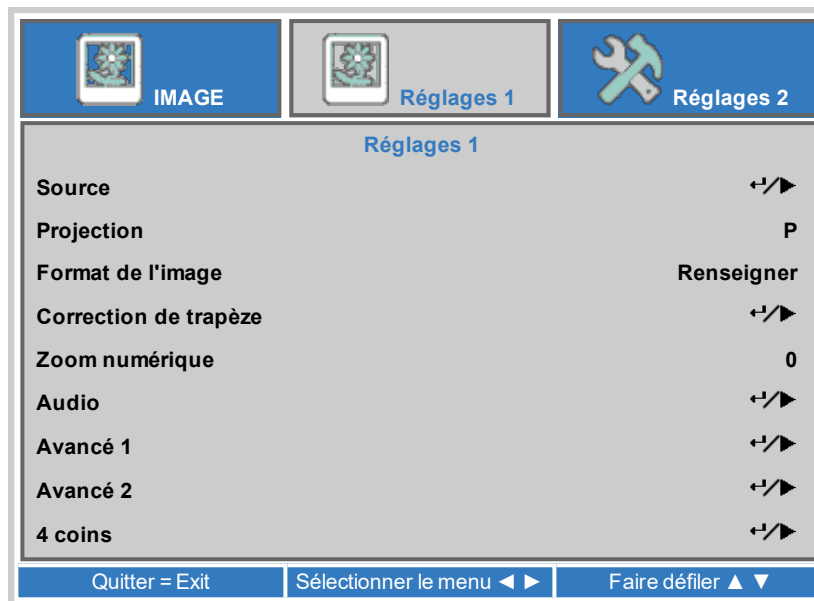 IMAGE
Réglages 1
Réglages 2
Réglages 1
Source ↵/▶
Projection P
Format de l'image Renseigner
Correction de trapèze ↵/▶
Zoom numérique 0
Audio ↵/▶
Avancé 1 ↵/▶
Avancé 2 ↵/▶
4 coins ↵/▶
Quitter = Exit
Sélectionner le menu ◄ ►
Faire défiler ▲ ▼